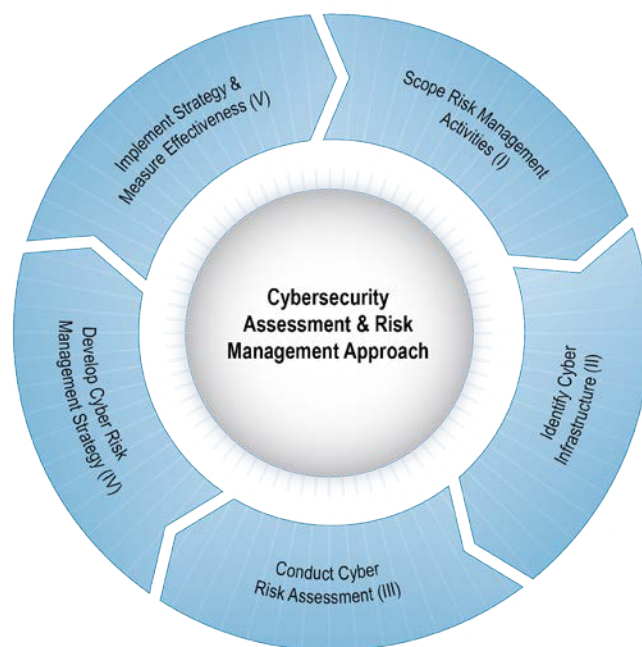 Cybersecurity
Assessment & Risk
Management Approach
Scope Risk Management
Activities (I)
Identify Cyber
Infrastructure (II)
Conduct Cyber
Risk Assessment (III)
Develop Cyber Risk
Management Strategy (IV)
Implement Strategy &
Measure Effectiveness (V)